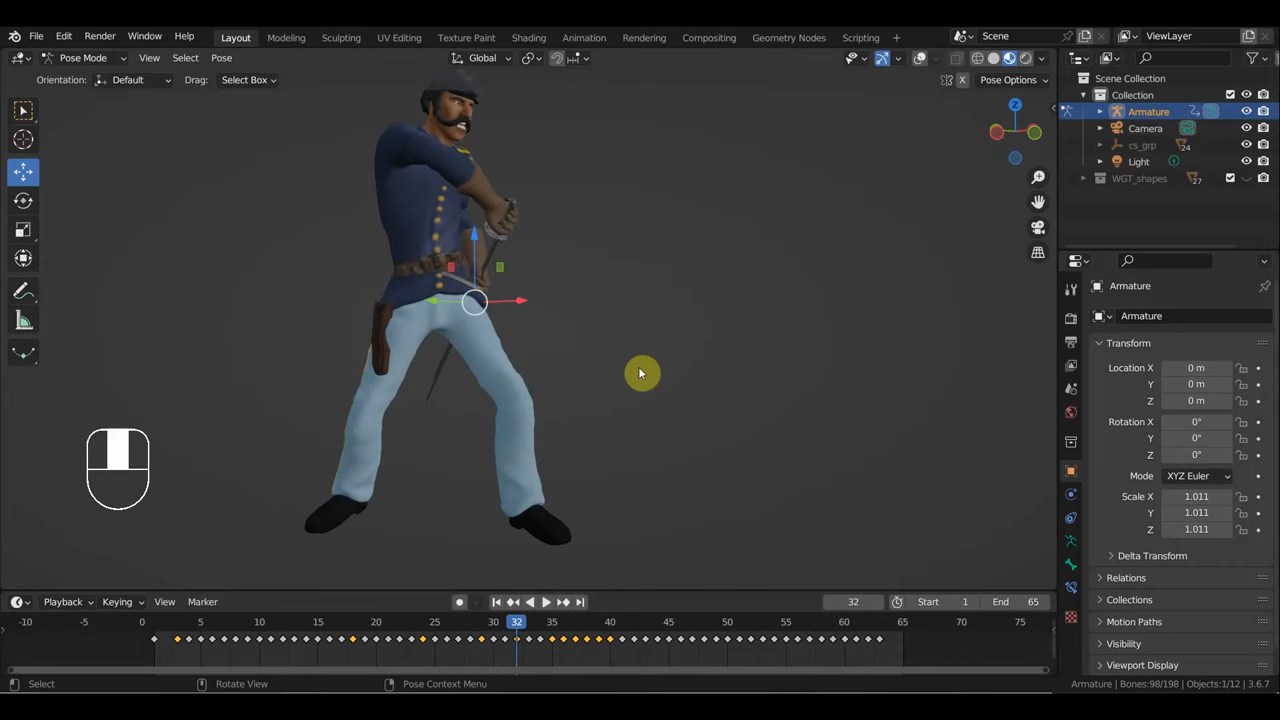 File Edit Render Window Help Layout Modeling Sculpting UV Editing Texture Paint Shading Animation Rendering Compositing Geometry Nodes Scripting + Scene ViewLayer
Pose Mode View Select Pose Global
Orientation: Default Drag: Select Box X Pose Options
Scene Collection
Collection
Armature
Camera
cs_grp 24
Light
WGT_shapes 27
Z
Armature
Armature
Transform
Location X 0 m
Y 0 m
Z 0 m
Rotation X 0°
Y 0°
Z 0°
Mode XYZ Euler
Scale X 1.011
Y 1.011
Z 1.011
Delta Transform
Relations
Collections
Motion Paths
Visibility
Viewport Display
Playback Keying View Marker 32 Start 1 End 65
-10 -5 0 5 10 15 20 25 30 32 35 40 45 50 55 60 65 70 75
Select Rotate View Pose Context Menu Armature | Bones:98/198 | Objects:1/12 | 3.6.7